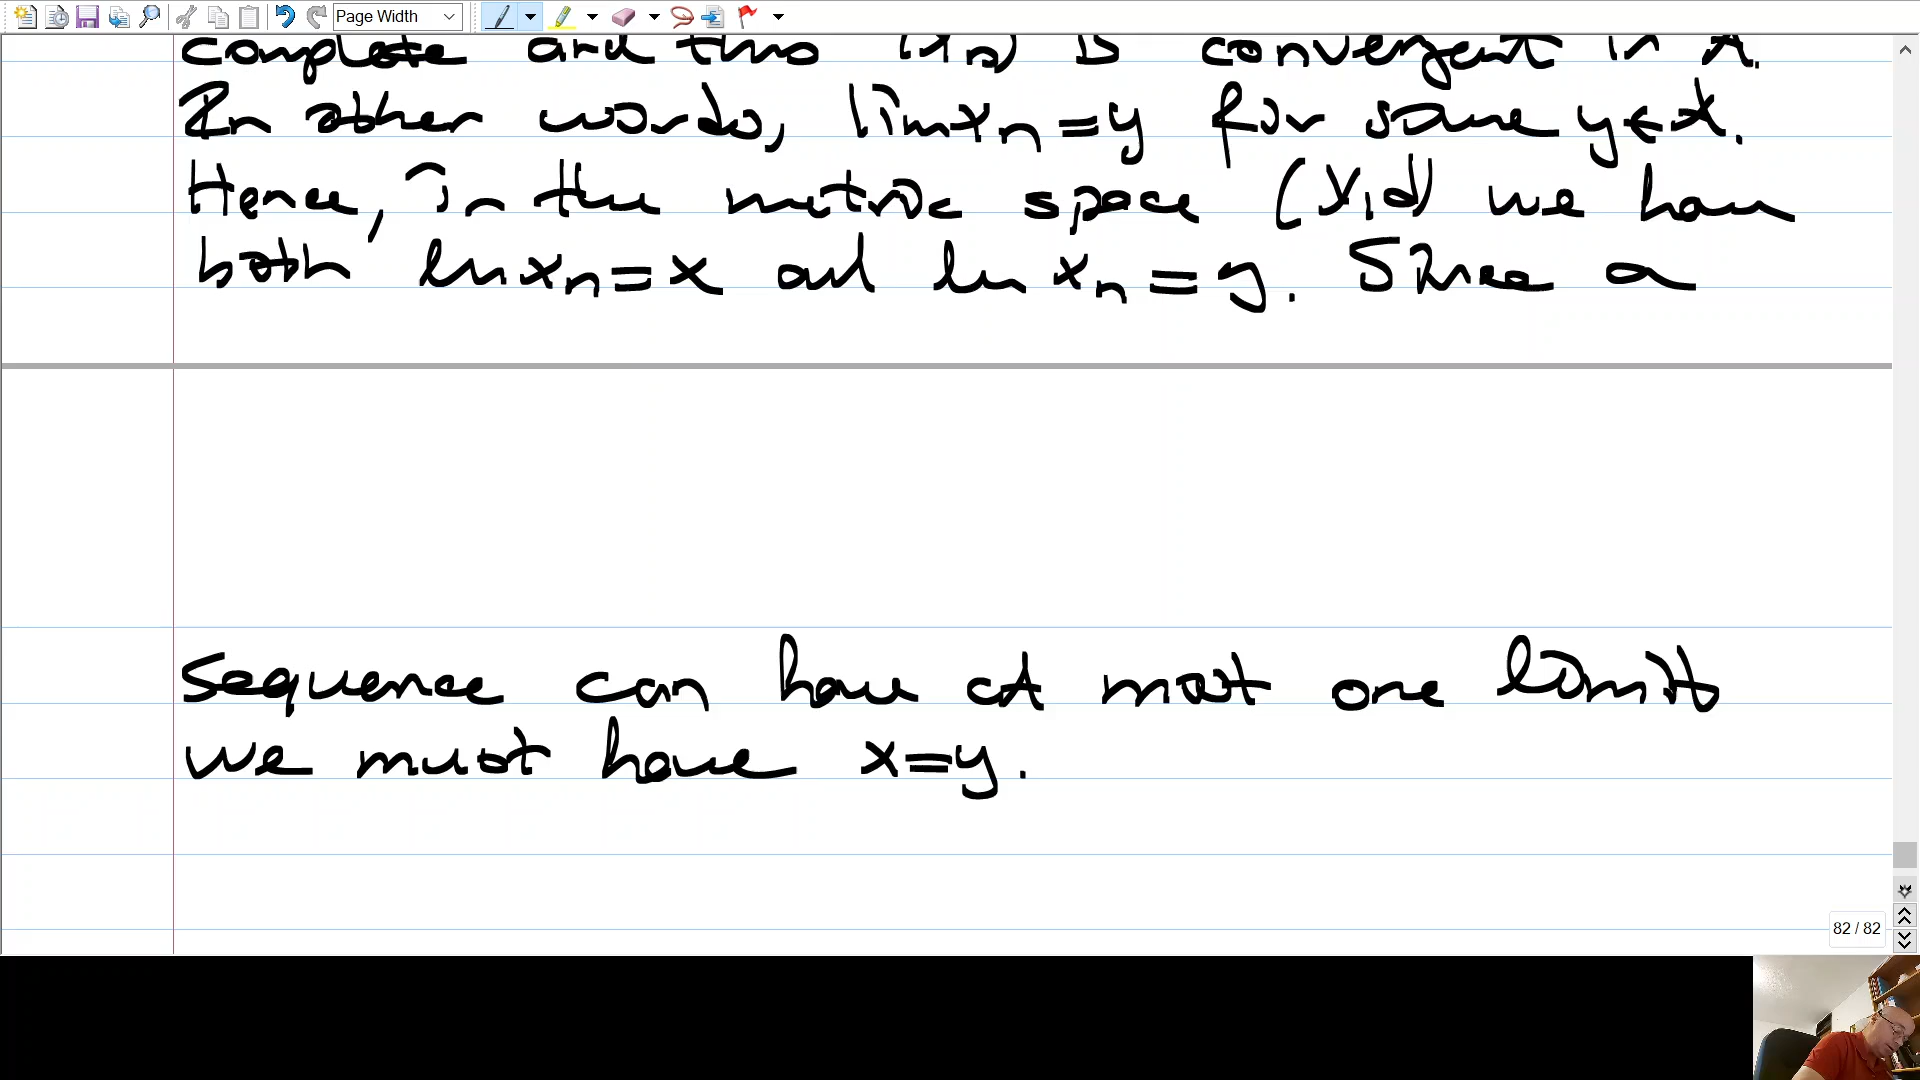 Page Width
complete and thus (xn) is convergent in A.
In other words, lim xn = y for some y ∈ A.
Hence, in the metric space (X,d) we have
both lim xn = x and lim xn = y. Since a
sequence can have at most one limit
we must have x=y.
82 / 82